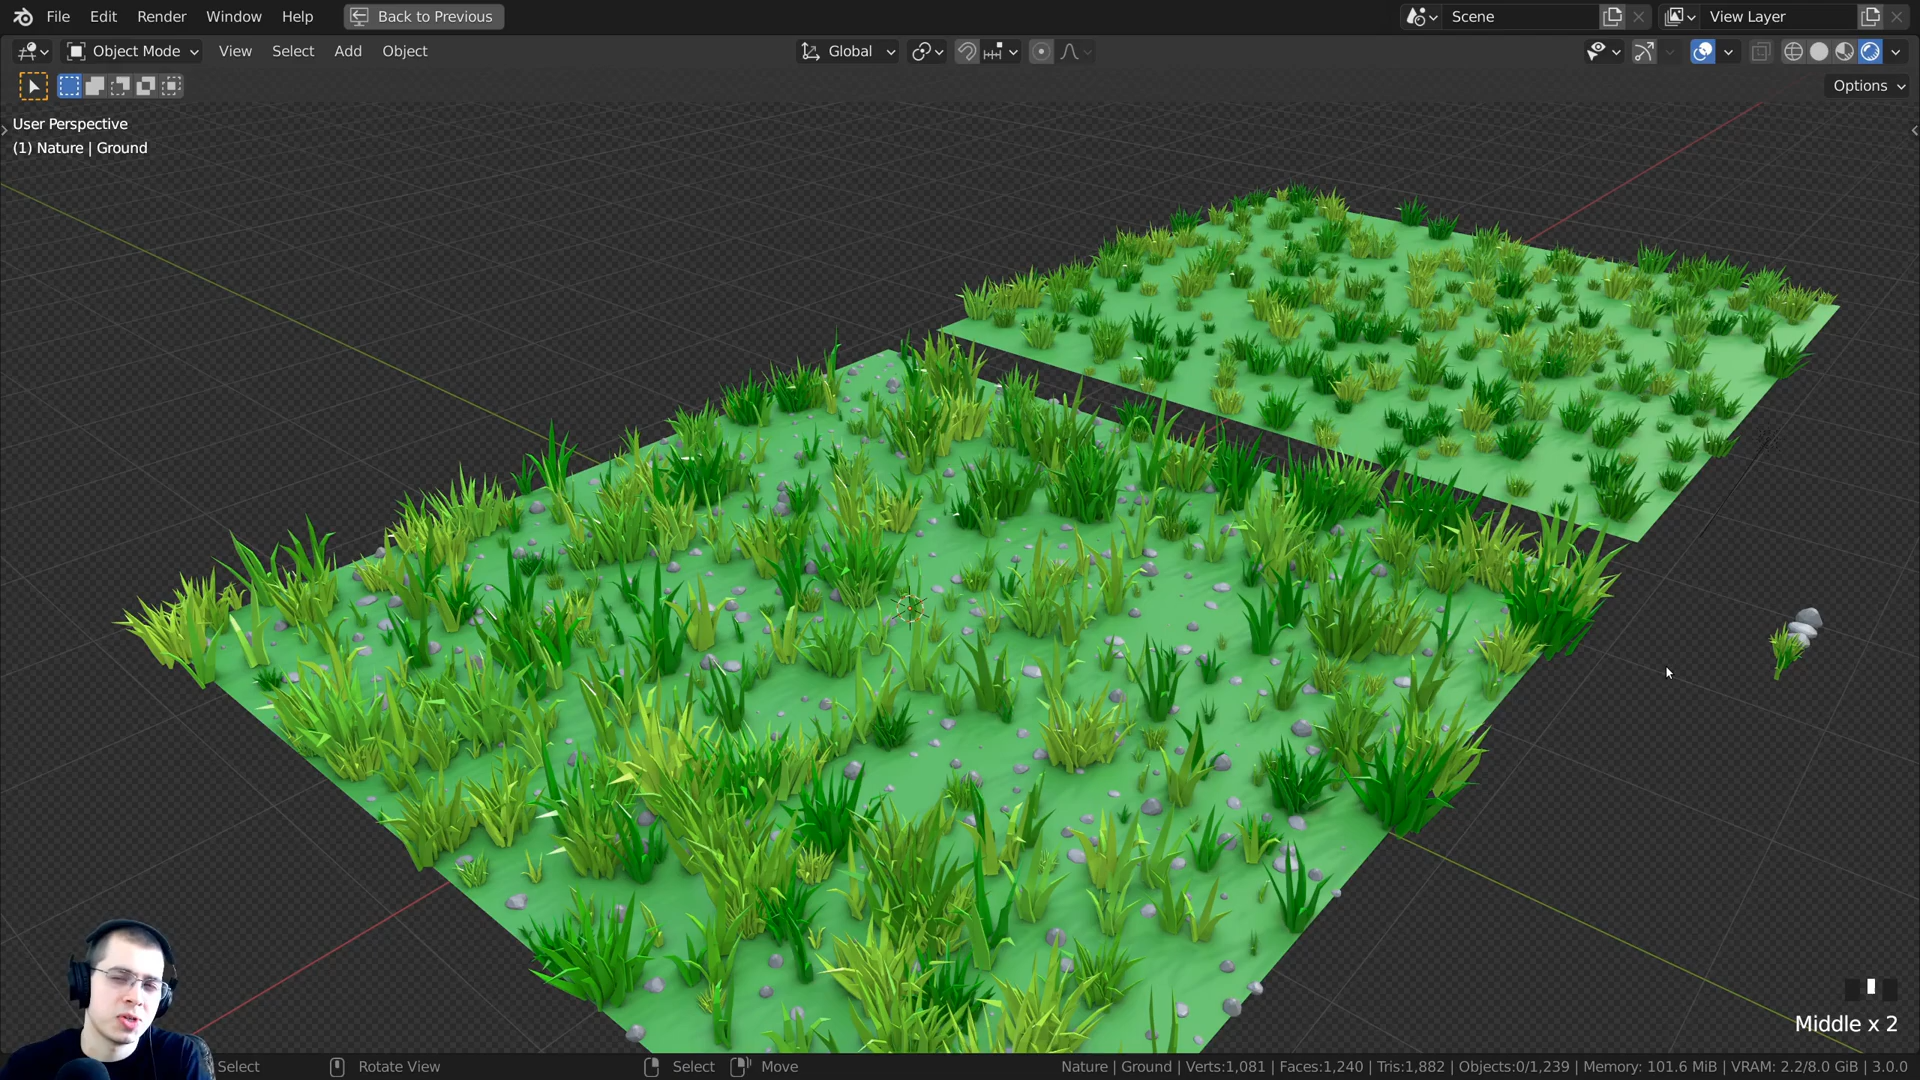 File Edit Render Window Help Back to Previous Scene View Layer
Object Mode View Select Add Object Global
Options
User Perspective
(1) Nature | Ground
Middle x 2
Select Rotate View Select Move Nature | Ground | Verts:1,081 | Faces:1,240 | Tris:1,882 | Objects:0/1,239 | Memory: 101.6 MiB | VRAM: 2.2/8.0 GiB | 3.0.0